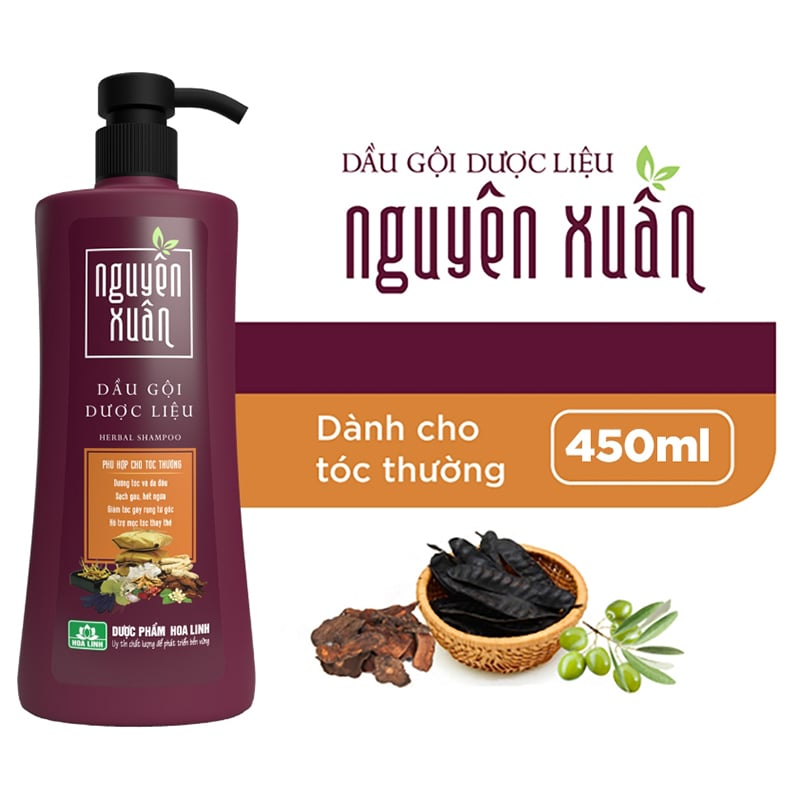 nguyên
xuân
DẦU GỘI
DƯỢC LIỆU
HERBAL SHAMPOO
PHÙ HỢP CHO TÓC THƯỜNG
Dưỡng tóc và da đầu
Sạch gàu, hết ngứa
Giảm tóc gãy rụng từ gốc
Hỗ trợ mọc tóc thay thế
HOA LINH
DƯỢC PHẨM HOA LINH
Uy tín chất lượng để phát triển bền vững
DẦU GỘI DƯỢC LIỆU
nguyên xuân
Dành cho
tóc thường
450ml